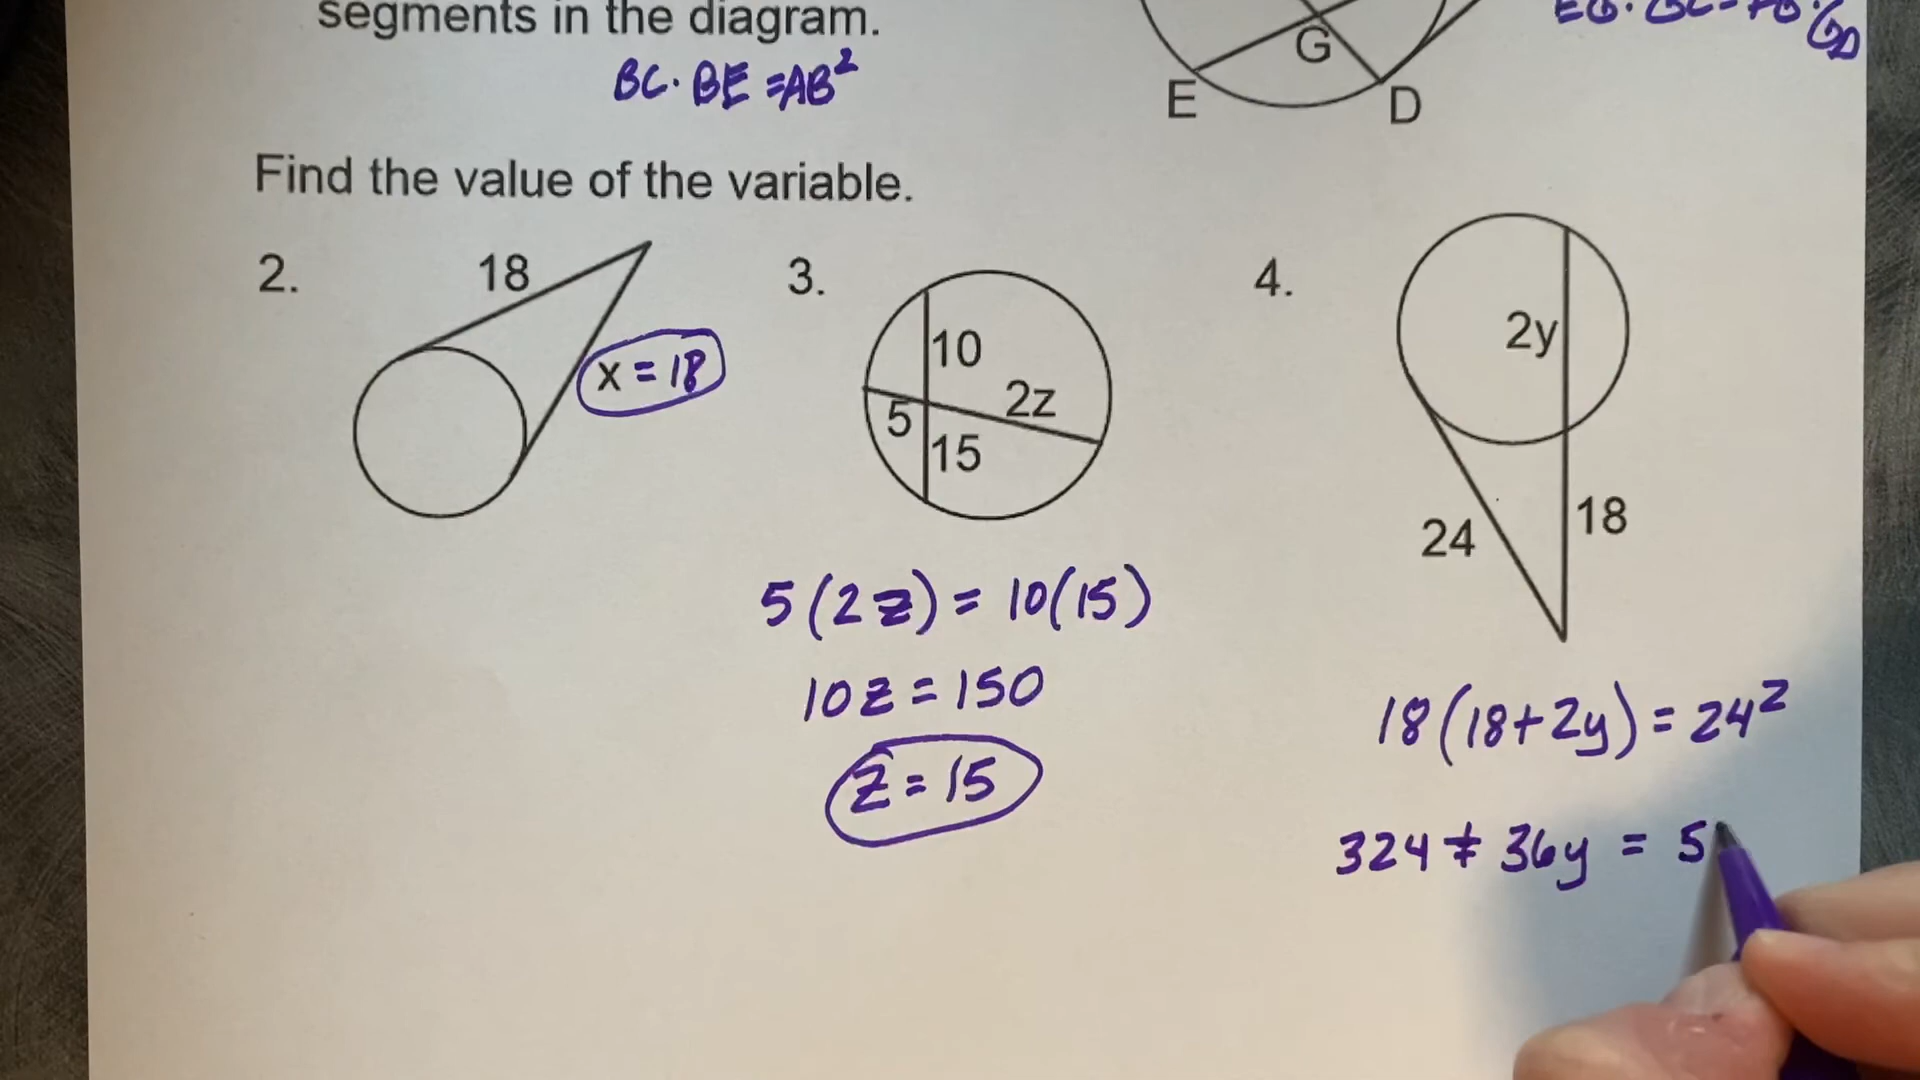 segments in the diagram.
BC · BE = AB²
G
E
D
Find the value of the variable.
2.
18
x = 18
3.
10
2z
5
15
5(2z) = 10(15)
10z = 150
z = 15
4.
2y
24
18
18(18+2y) = 24²
324 + 36y = 5